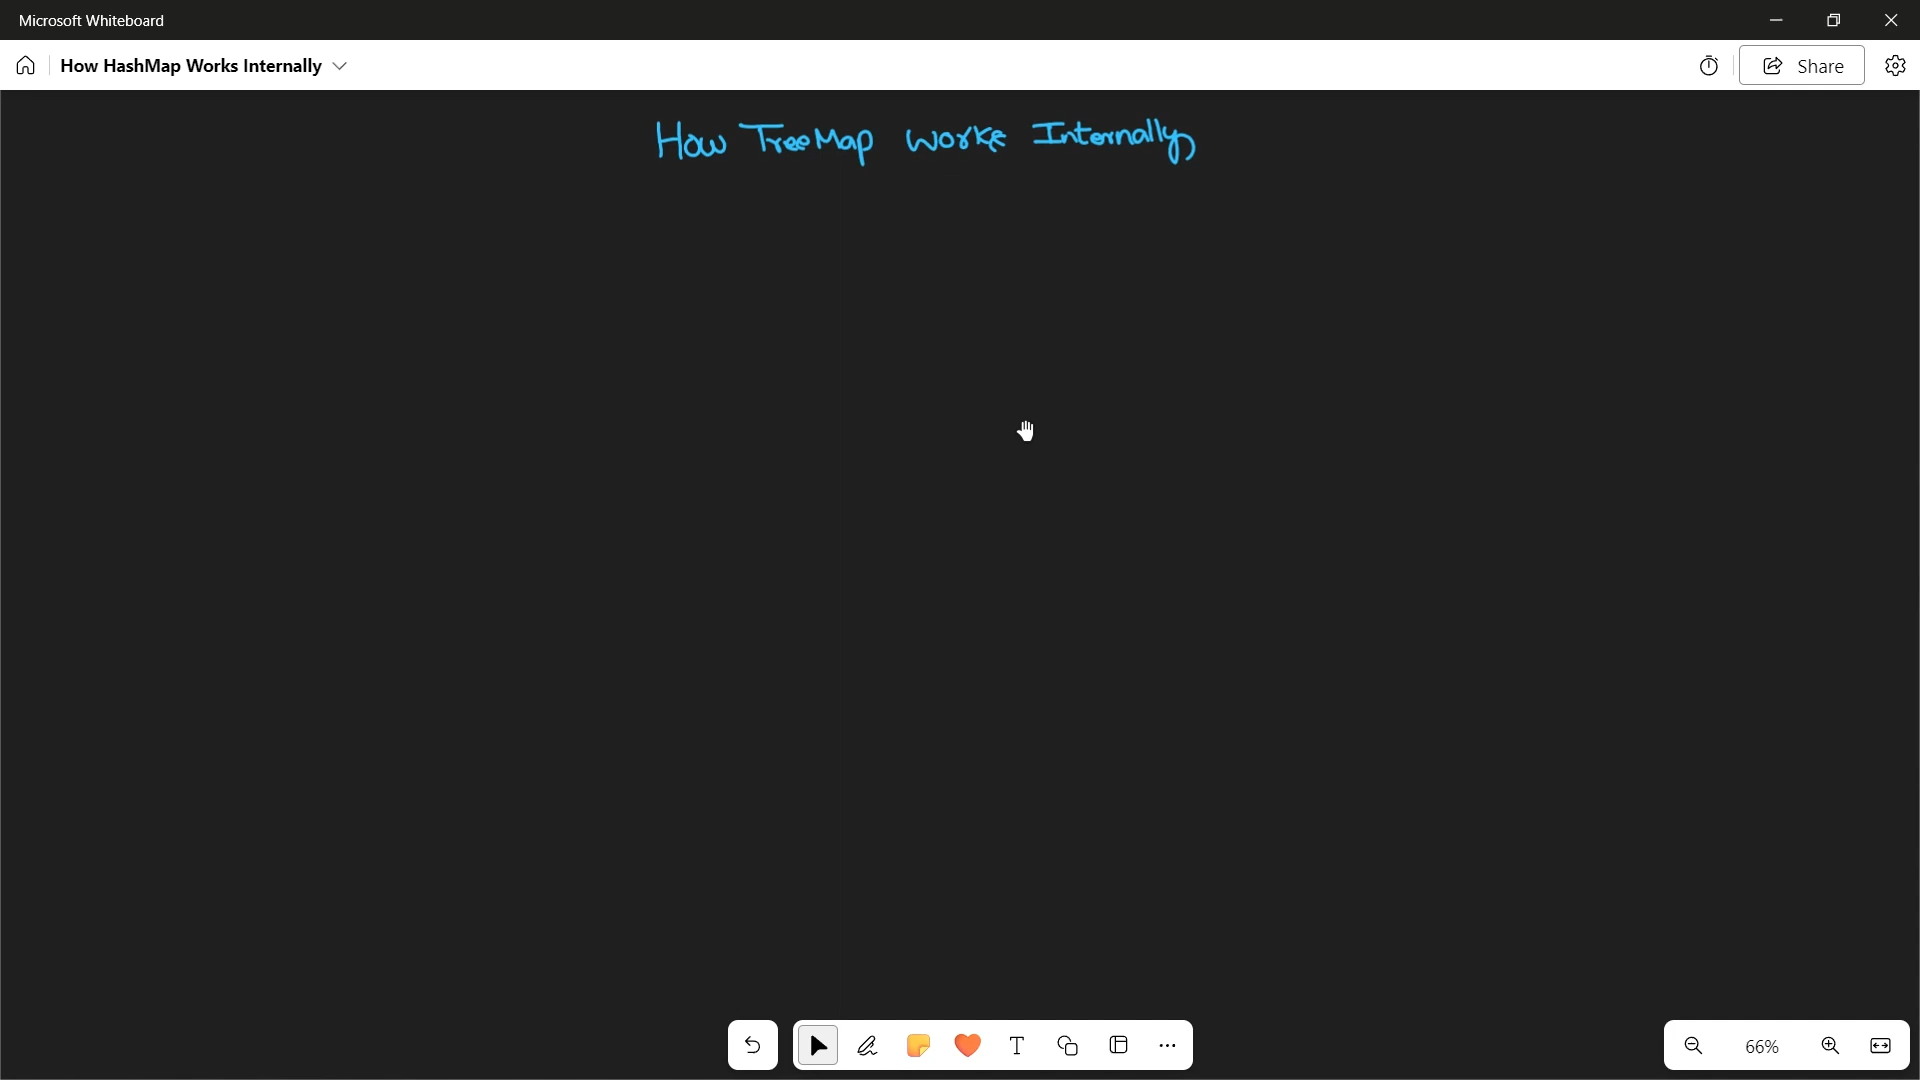 Microsoft Whiteboard
How HashMap Works Internally
Share
How TreeMap Works Internally
T
66%